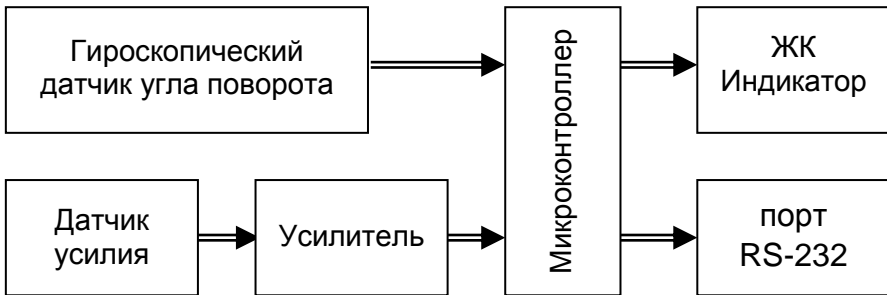 Гироскопический
датчик угла поворота
Микроконтроллер
ЖК
Индикатор
Датчик
усилия
Усилитель
порт
RS-232